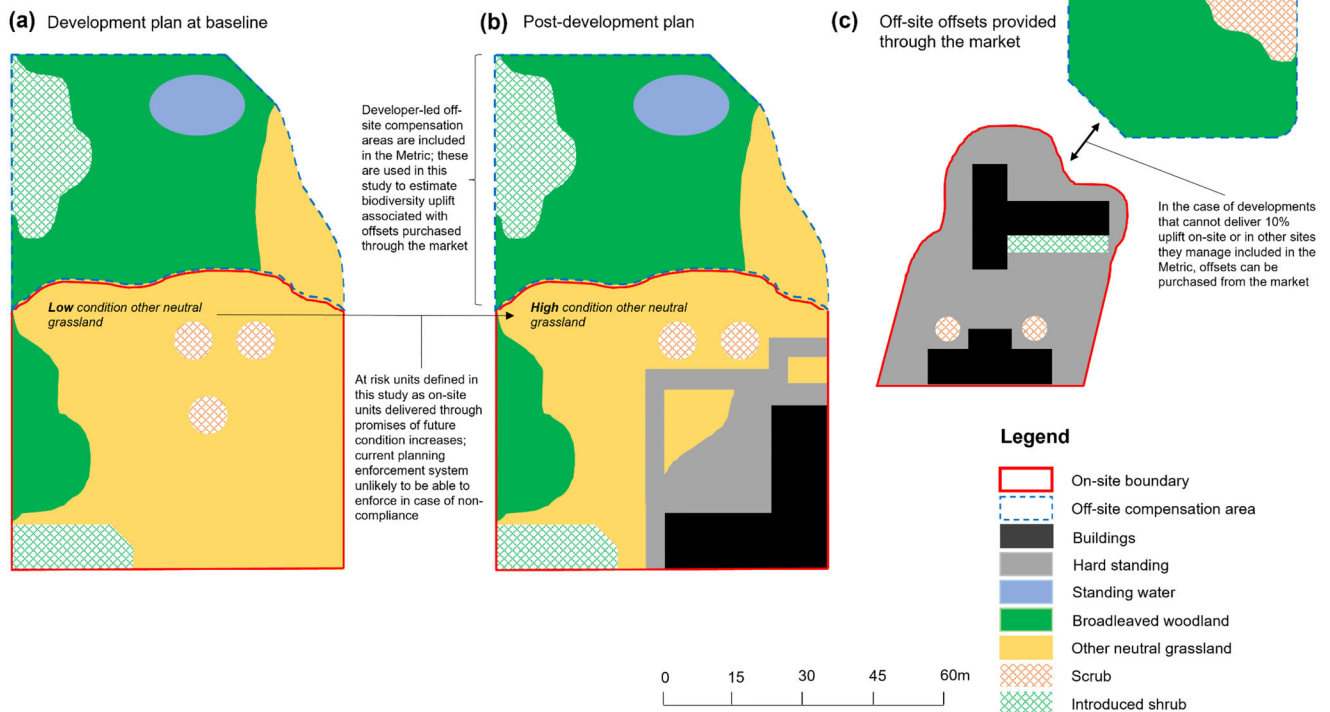 (a) Development plan at baseline
(b) Post-development plan
(c) Off-site offsets provided
through the market
Developer-led off-
site compensation
areas are included
in the Metric; these
are used in this
study to estimate
biodiversity uplift
associated with
offsets purchased
through the market
In the case of developments
that cannot deliver 10%
uplift on-site or in other sites
they manage included in the
Metric, offsets can be
purchased from the market
Low condition other neutral
grassland
High condition other neutral
grassland
At risk units defined in
this study as on-site
units delivered through
promises of future
condition increases;
current planning
enforcement system
unlikely to be able to
enforce in case of non-
compliance
Legend
On-site boundary
Off-site compensation area
Buildings
Hard standing
Standing water
Broadleaved woodland
Other neutral grassland
Scrub
Introduced shrub
0 15 30 45 60m